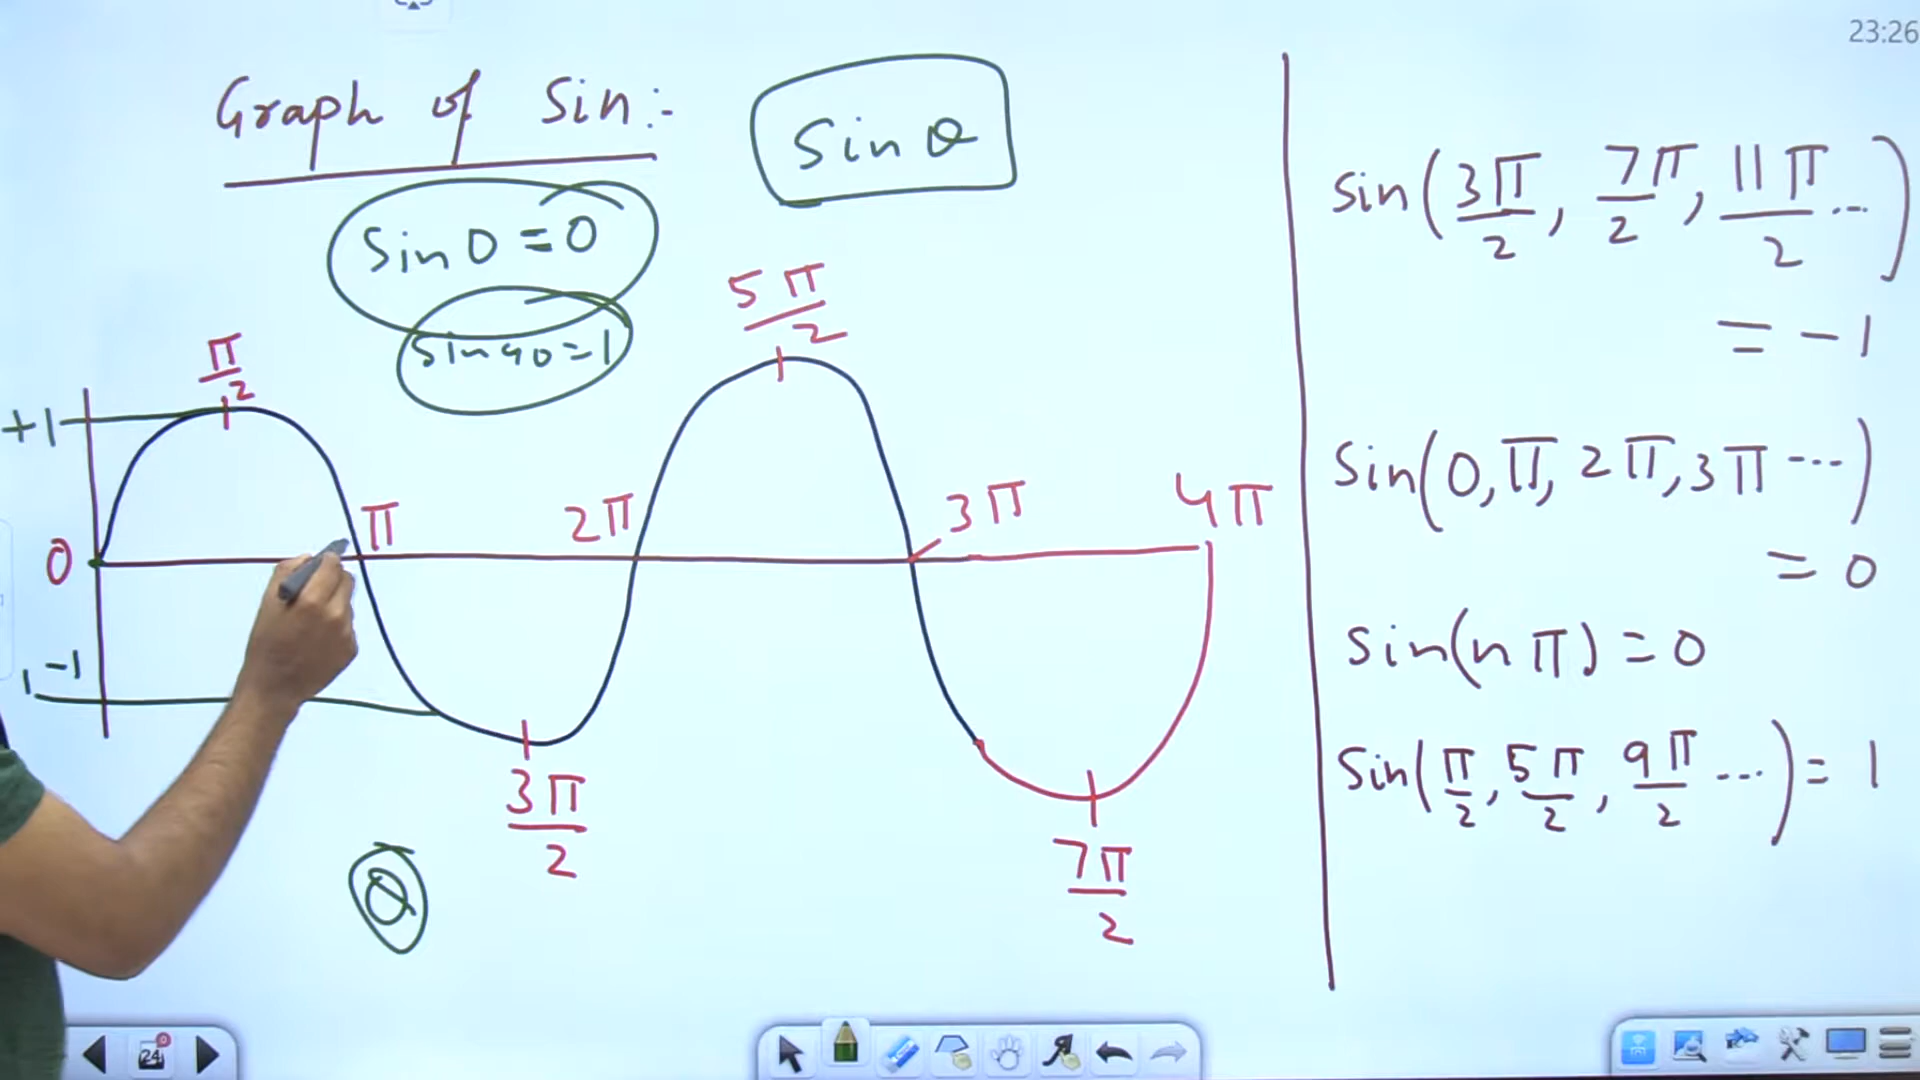 23:26
Graph of Sin:-
Sin θ
Sin 0 = 0
Sin 90 = 1
π/2
5π/2
+1
0
π
2π
3π
4π
-1
3π/2
7π/2
θ
Sin(3π/2, 7π/2, 11π/2 ...)
= -1
Sin(0, π, 2π, 3π ...)
= 0
Sin(nπ) = 0
Sin(π/2, 5π/2, 9π/2 ...) = 1
24
0